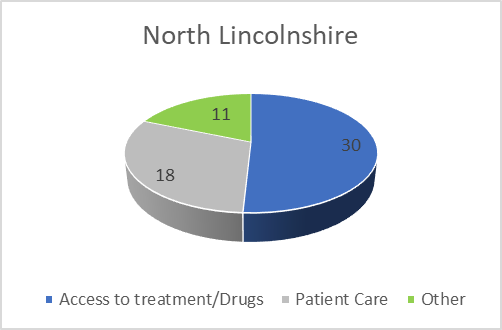 North Lincolnshire
11
30
18
Access to treatment/Drugs Patient Care Other